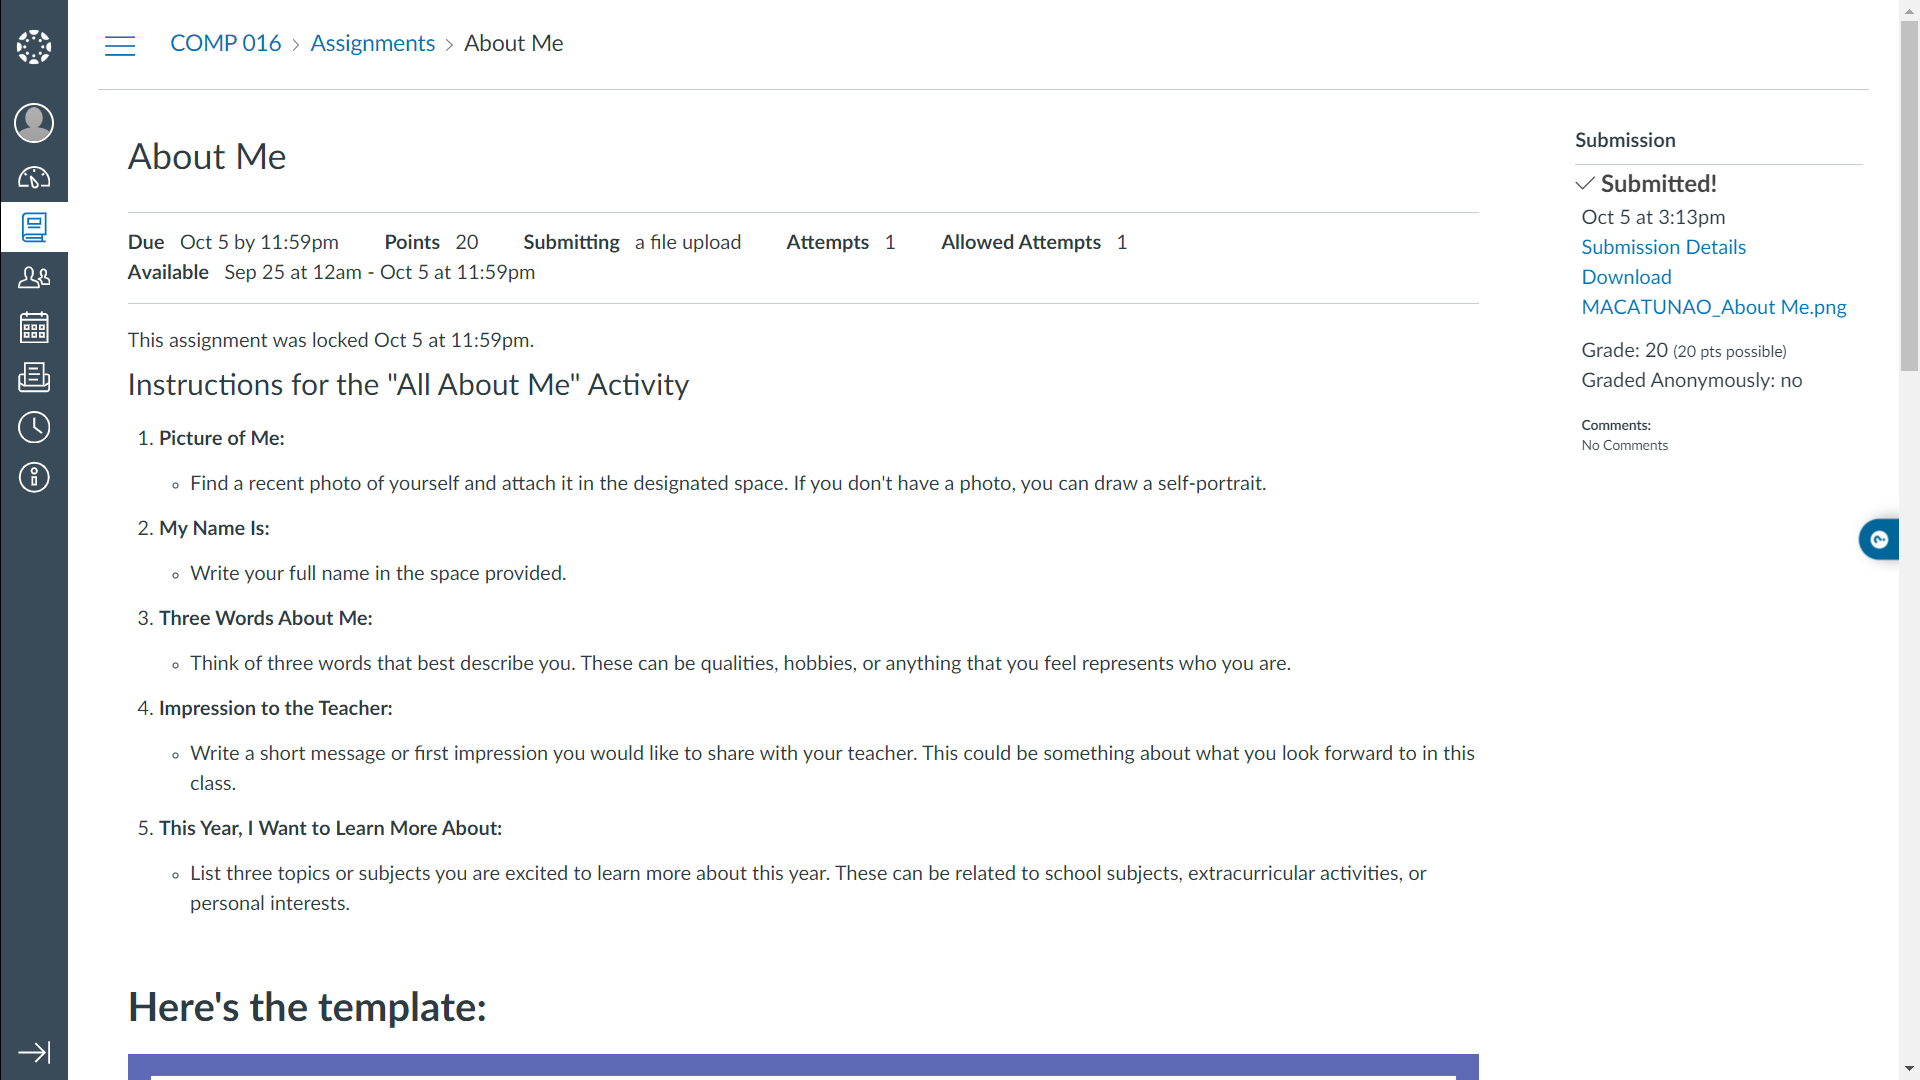 COMP 016 › Assignments › About Me
About Me
Due Oct 5 by 11:59pm Points 20 Submitting a file upload Attempts 1 Allowed Attempts 1
Available Sep 25 at 12am - Oct 5 at 11:59pm
This assignment was locked Oct 5 at 11:59pm.
Instructions for the "All About Me" Activity
1. Picture of Me:
Find a recent photo of yourself and attach it in the designated space. If you don't have a photo, you can draw a self-portrait.
2. My Name Is:
Write your full name in the space provided.
3. Three Words About Me:
Think of three words that best describe you. These can be qualities, hobbies, or anything that you feel represents who you are.
4. Impression to the Teacher:
Write a short message or first impression you would like to share with your teacher. This could be something about what you look forward to in this
class.
5. This Year, I Want to Learn More About:
List three topics or subjects you are excited to learn more about this year. These can be related to school subjects, extracurricular activities, or
personal interests.
Here's the template:
Submission
Submitted!
Oct 5 at 3:13pm
Submission Details
Download
MACATUNAO_About Me.png
Grade: 20 (20 pts possible)
Graded Anonymously: no
Comments:
No Comments